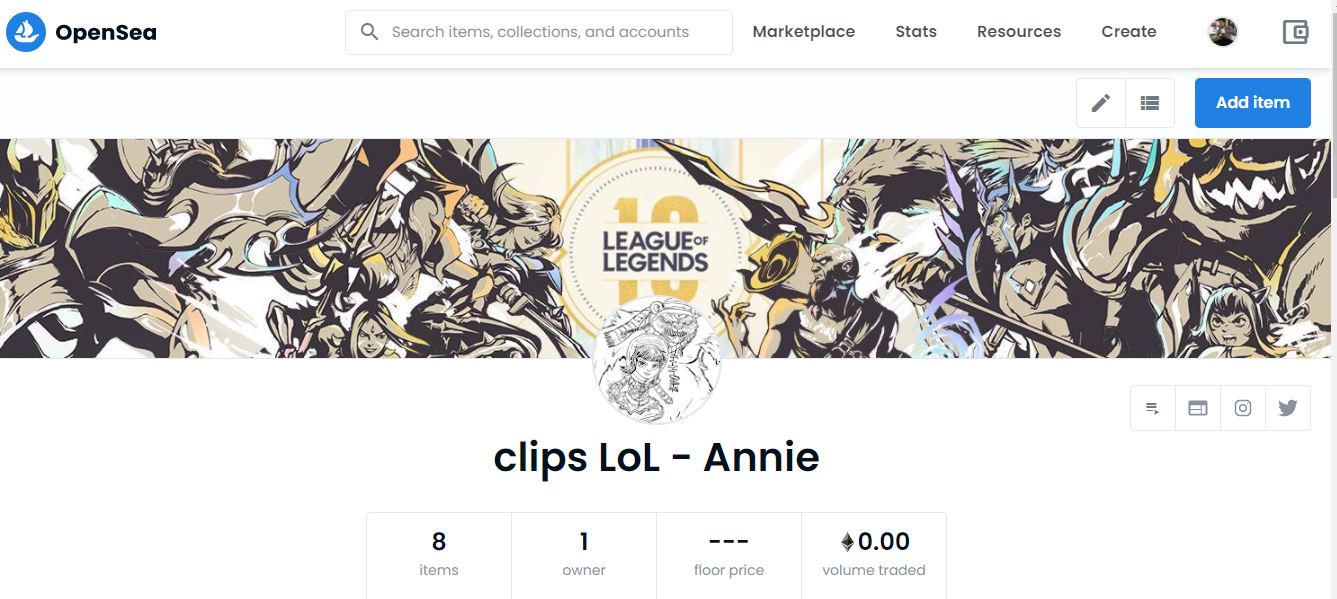 OpenSea
Search items, collections, and accounts
Marketplace
Stats
Resources
Create
Add item
10
LEAGUE OF
LEGENDS
clips LoL - Annie
8
items
1
owner
---
floor price
0.00
volume traded